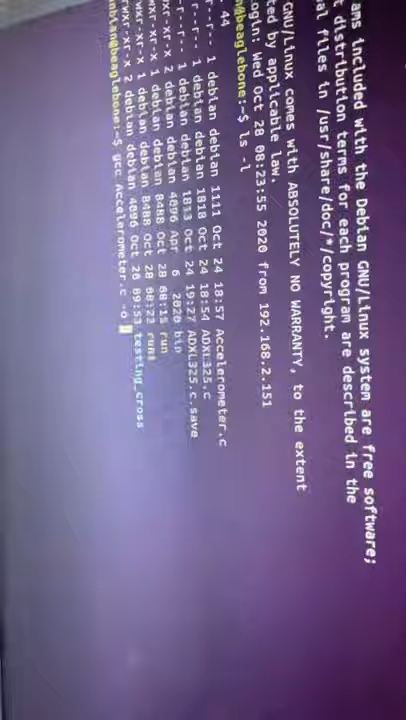 ams included with the Debian GNU/Linux system are free software;
t distribution terms for each program are described in the
al files in /usr/share/doc/*/copyright.
GNU/Linux comes with ABSOLUTELY NO WARRANTY, to the extent
ted by applicable law.
ogin: Wed Oct 28 08:23:55 2020 from 192.168.2.151
@beaglebone:~$ ls -l
44
r--r-- 1 debian debian 1111 Oct 24 18:57 Accelerometer.c
r--r-- 1 debian debian 1818 Oct 24 18:54 ADXL325.c
-r--r-- 1 debian debian 1813 Oct 24 19:27 ADXL325.c.save
wxr-xr-x 2 debian debian 4096 Apr 6 2020 bin
wxr-xr-x 1 debian debian 8488 Oct 28 08:15 run
wxr-xr-x 1 debian debian 8488 Oct 28 08:23 run1
rwxr-xr-x 2 debian debian 4096 Oct 28 09:53 testing_cross
@beaglebone:~$ gcc Accelerometer.c -o